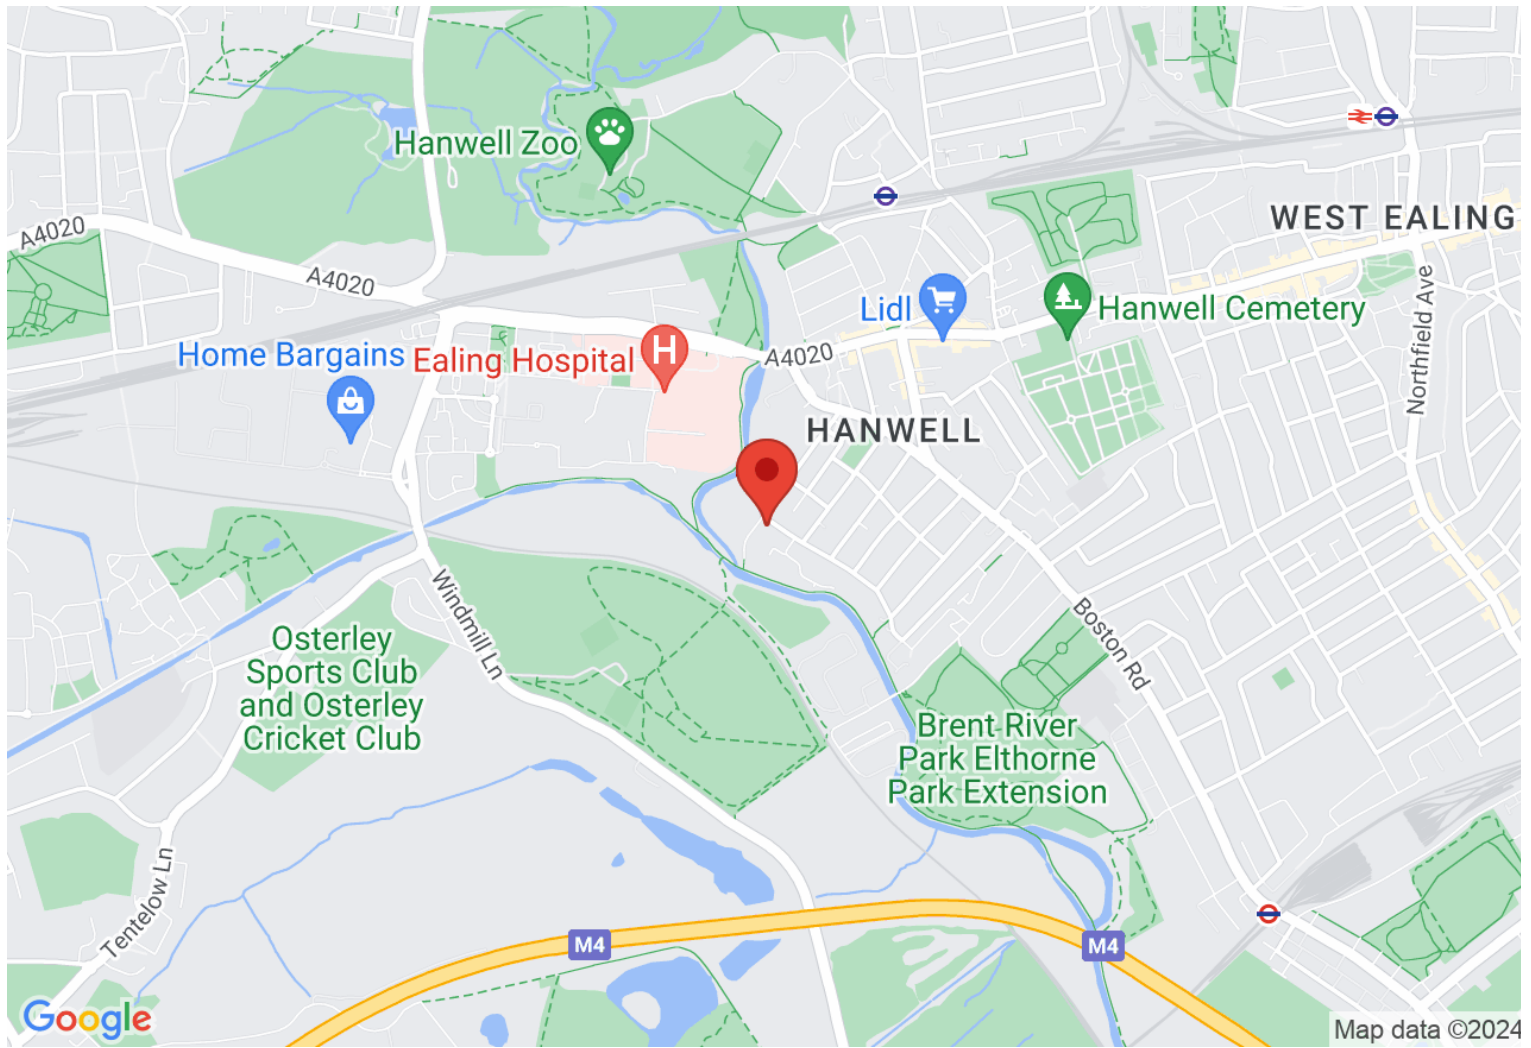 Hanwell Zoo
A4020
WEST EALING
A4020
Lidl
Hanwell Cemetery
Home Bargains
Ealing Hospital
H
A4020
Northfield Ave
HANWELL
Windmill Ln
Boston Rd
Osterley
Sports Club
and Osterley
Cricket Club
Brent River
Park Elthorne
Park Extension
Tentelow Ln
M4
M4
Google
Map data ©2024